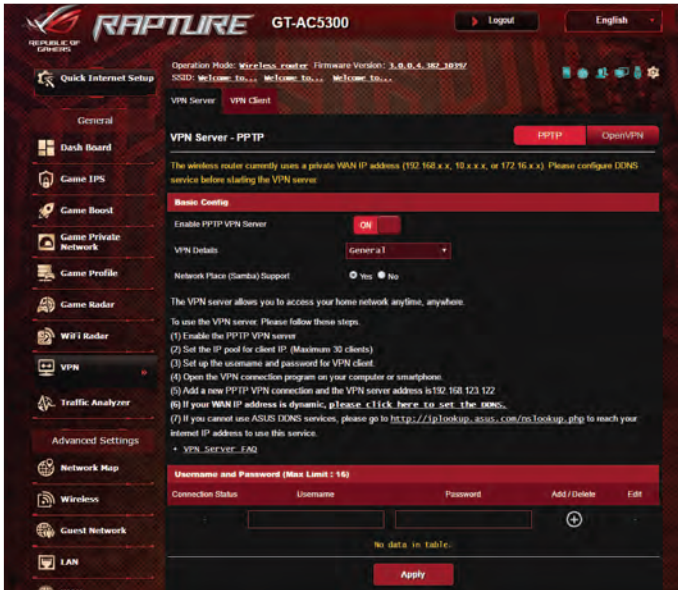 REPUBLIC OF
GAMERS
RAPTURE GT-AC5300
Logout
English
Quick Internet Setup
General
Dash Board
Game IPS
Game Boost
Game Private
Network
Game Profile
Game Radar
WiFi Radar
VPN
Traffic Analyzer
Advanced Settings
Network Map
Wireless
Guest Network
LAN
Operation Mode: Wireless router Firmware Version: 3.0.0.4.382_1039/
SSID: Welcome to... Welcome to... Welcome to...
VPN Server VPN Client
VPN Server - PPTP
PPTP OpenVPN
The wireless router currently uses a private WAN IP address (192.168.x.x, 10.x.x.x, or 172.16.x.x). Please configure DDNS
service before starting the VPN server
Basic Config
Enable PPTP VPN Server ON
VPN Details General
Network Place (Samba) Support Yes No
The VPN server allows you to access your home network anytime, anywhere.
To use the VPN server. Please follow these steps.
(1) Enable the PPTP VPN server
(2) Set the IP pool for client IP. (Maximum 30 clients)
(3) Set up the username and password for VPN client.
(4) Open the VPN connection program on your computer or smartphone.
(5) Add a new PPTP VPN connection and the VPN server address is192.168.123.122
(6) If your WAN IP address is dynamic, please click here to set the DDNS.
(7) If you cannot use ASUS DDNS services, please go to http://iplookup.asus.com/nslookup.php to reach your
internet IP address to use this service.
• VPN Server FAQ
Username and Password (Max Limit : 16)
Connection Status Username Password Add / Delete Edit
- -
No data in table.
Apply